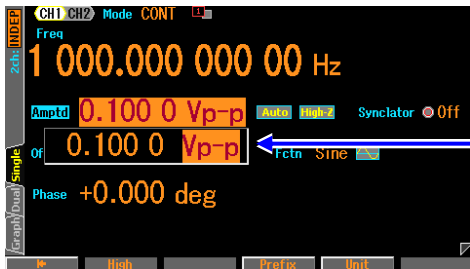 CH1 CH2 Mode CONT 1
2ch: INDEP
Freq
1 000.000 000 00 Hz
Amptd 0.100 0 Vp-p Auto High-Z Synclator Off
Of 0.100 0 Vp-p Fctn Sine
Phase +0.000 deg
Single
Dual
Graph
High Prefix Unit